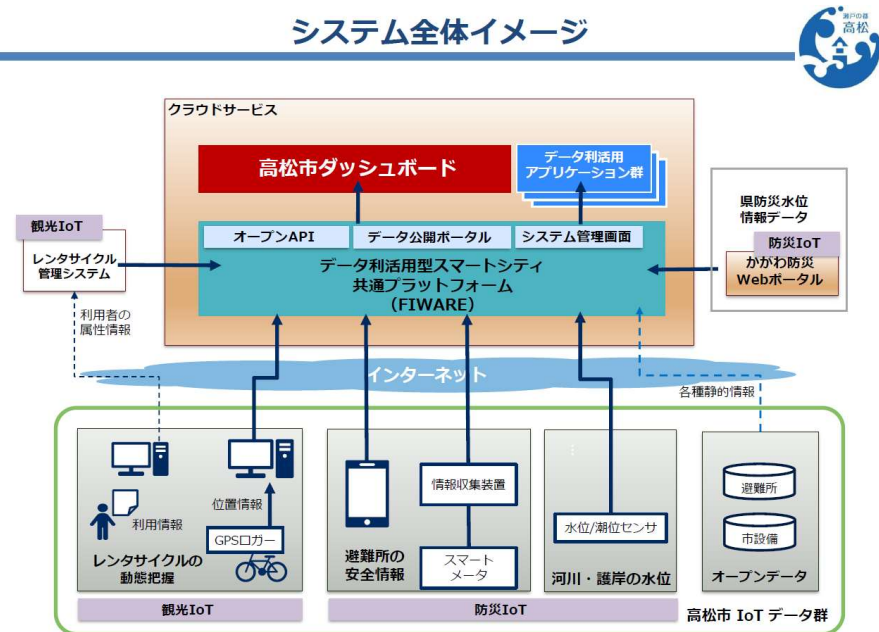 システム全体イメージ
瀬戸の都
高松
クラウドサービス
高松市ダッシュボード
データ利活用
アプリケーション群
県防災水位
情報データ
観光IoT
レンタサイクル
管理システム
オープンAPI
データ公開ポータル
システム管理画面
データ利活用型スマートシティ
共通プラットフォーム
（FIWARE）
防災IoT
かがわ防災
Webポータル
利用者の
属性情報
インターネット
各種静的情報
利用情報
位置情報
GPSロガー
レンタサイクルの
動態把握
情報収集装置
スマート
メータ
避難所の
安全情報
水位/潮位センサ
河川・護岸の水位
避難所
市設備
オープンデータ
観光IoT
防災IoT
高松市 IoT データ群